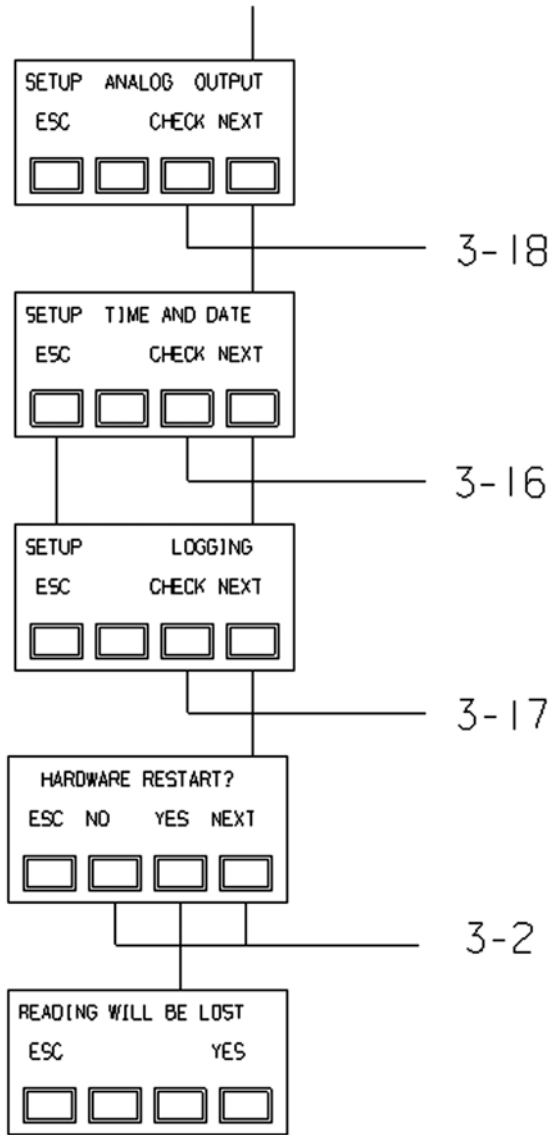 SETUP ANALOG OUTPUT
ESC CHECK NEXT
3-18
SETUP TIME AND DATE
ESC CHECK NEXT
3-16
SETUP LOGGING
ESC CHECK NEXT
3-17
HARDWARE RESTART?
ESC NO YES NEXT
3-2
READING WILL BE LOST
ESC YES